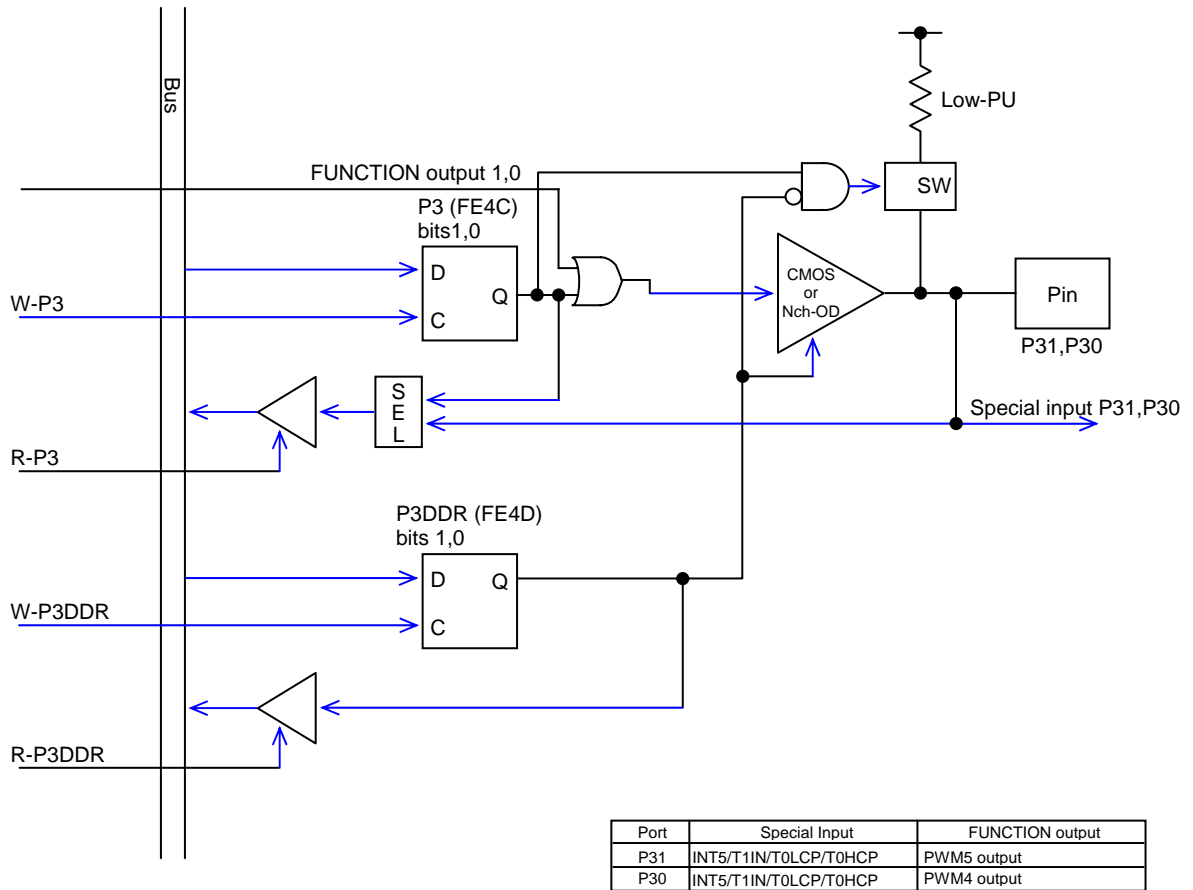 Bus
Low-PU
FUNCTION output 1,0
SW
P3 (FE4C)
bits1,0
D
Q
C
CMOS
or
Nch-OD
Pin
P31,P30
W-P3
SEL
Special input P31,P30
R-P3
P3DDR (FE4D)
bits 1,0
D
Q
C
W-P3DDR
R-P3DDR
Port Special Input FUNCTION output
P31 INT5/T1IN/T0LCP/T0HCP PWM5 output
P30 INT5/T1IN/T0LCP/T0HCP PWM4 output